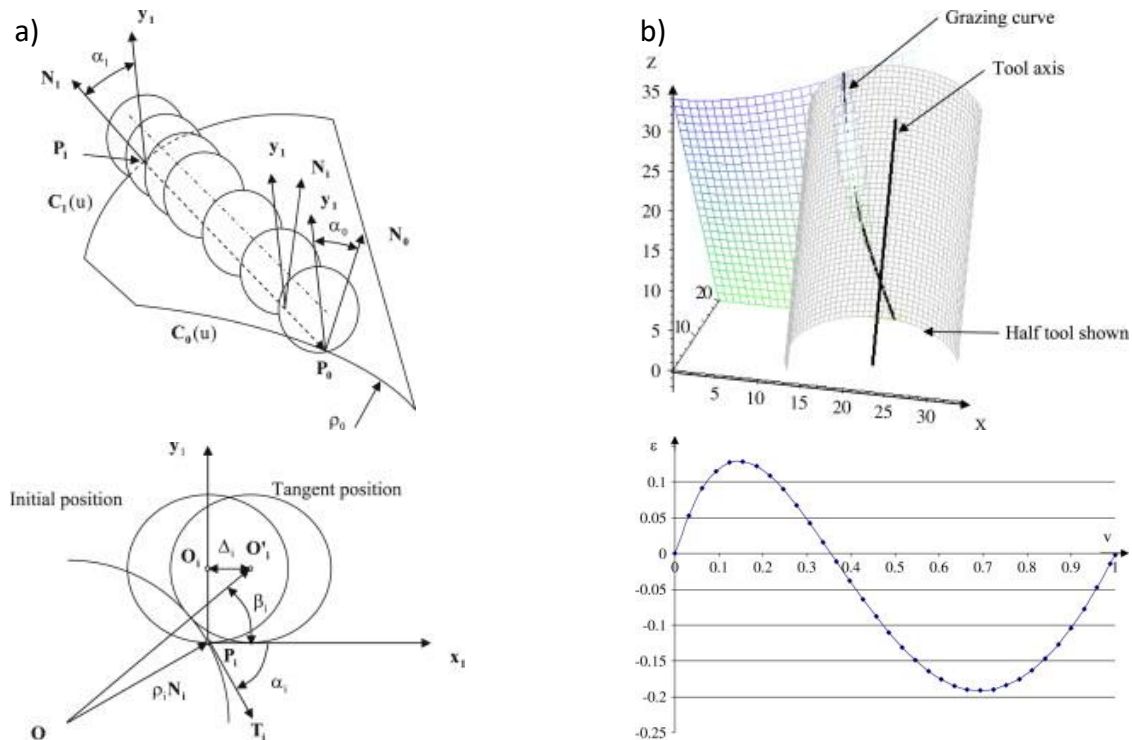 a)
y₁
α₁
N₁
P₁
C₁(u)
y₁
Nᵢ
y₁
α₀
N₀
C₀(u)
P₀
ρ₀
y₁
Initial position
Tangent position
Oᵢ
Δᵢ
O'ᵢ
βᵢ
Pᵢ
x₁
αᵢ
ρᵢNᵢ
O
Tᵢ
b)
Grazing curve
Tool axis
Z
35
30
25
20
15
10
5
0
20
10
Half tool shown
5
10
15
20
25
30
X
ε
0.1
0.05
0
v
0
0.1
0.2
0.3
0.4
0.5
0.6
0.7
0.8
0.9
1
-0.05
-0.1
-0.15
-0.2
-0.25